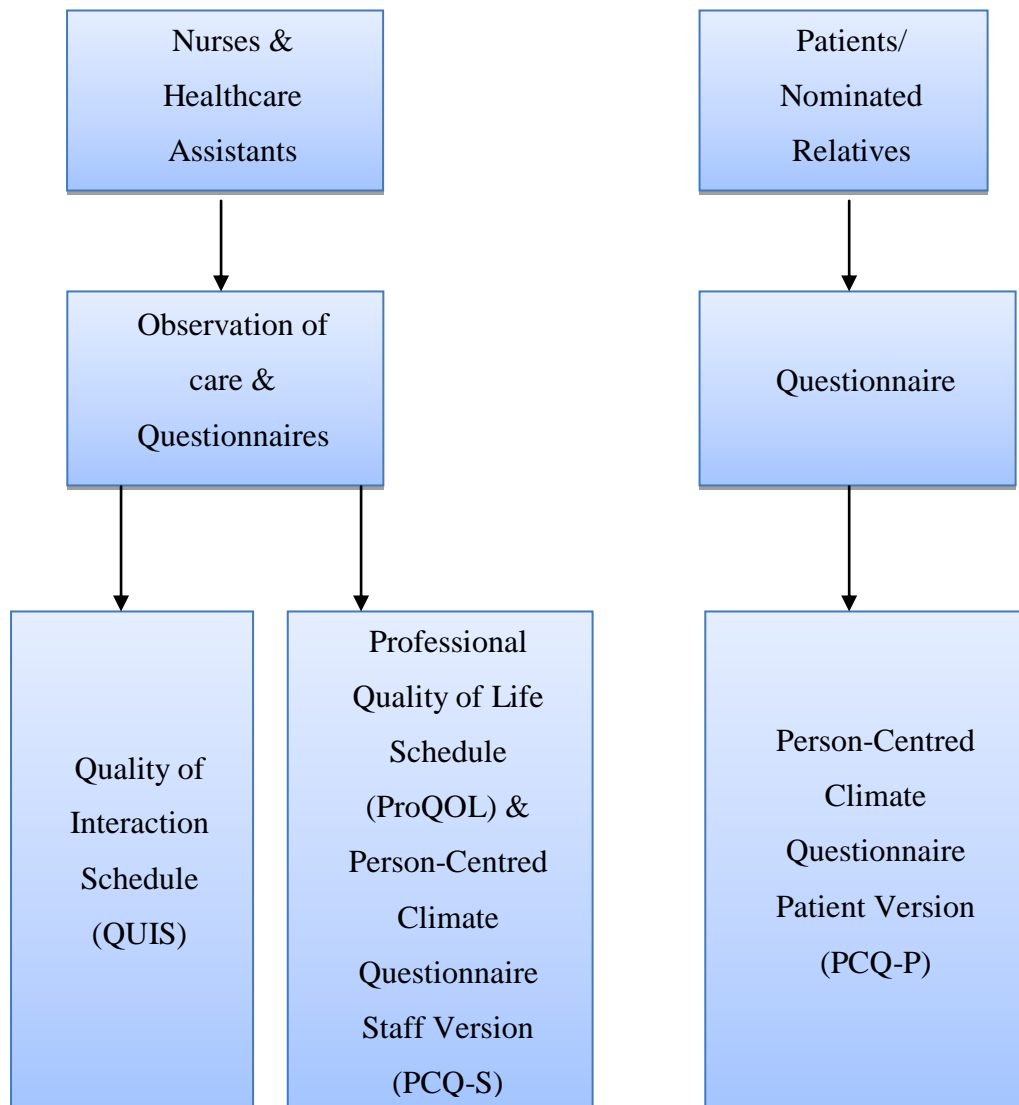 Nurses &
Healthcare
Assistants
Patients/
Nominated
Relatives
Observation of
care &
Questionnaires
Questionnaire
Quality of
Interaction
Schedule
(QUIS)
Professional
Quality of Life
Schedule
(ProQOL) &
Person-Centred
Climate
Questionnaire
Staff Version
(PCQ-S)
Person-Centred
Climate
Questionnaire
Patient Version
(PCQ-P)